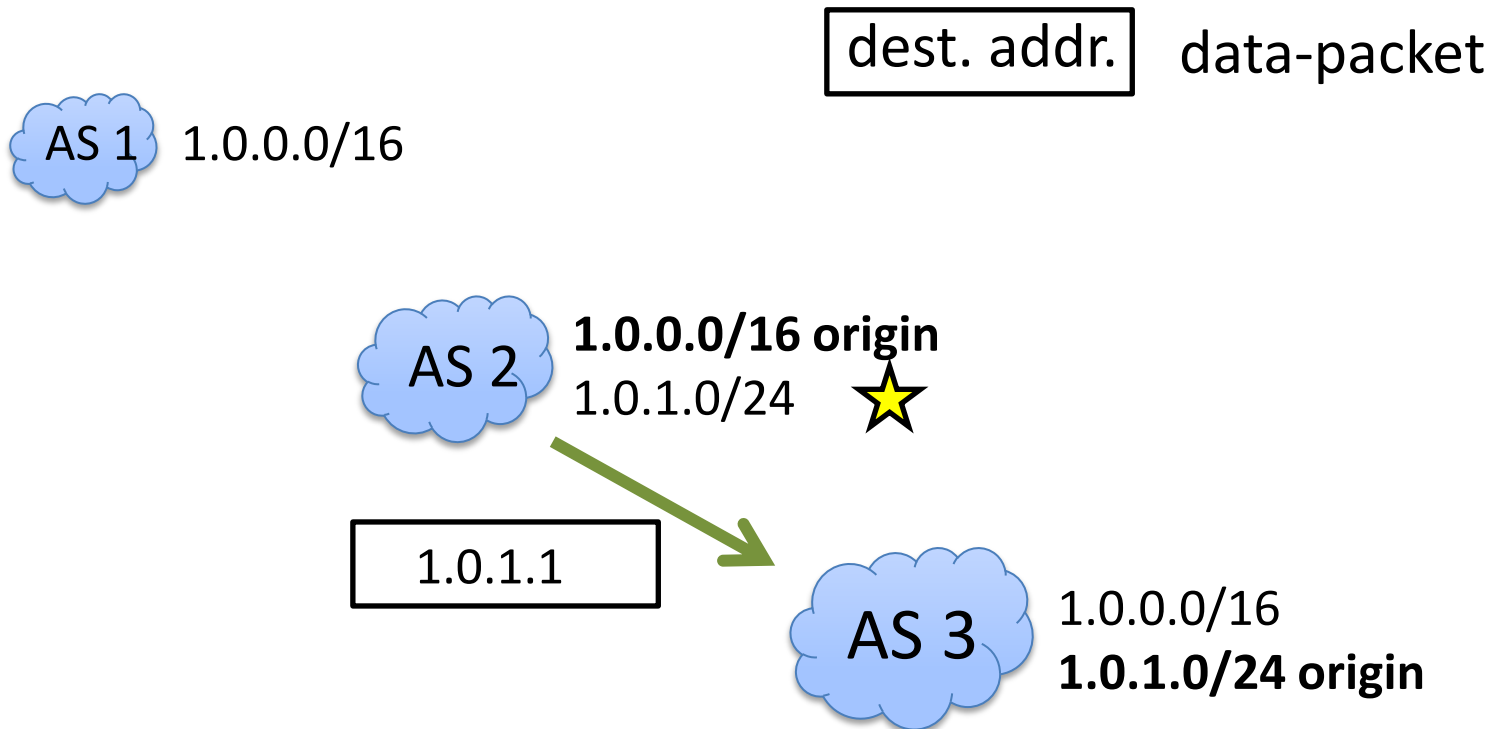 dest. addr. data-packet
AS 1 1.0.0.0/16
1.0.0.0/16 origin
AS 2
1.0.1.0/24
1.0.1.1
1.0.0.0/16
AS 3
1.0.1.0/24 origin